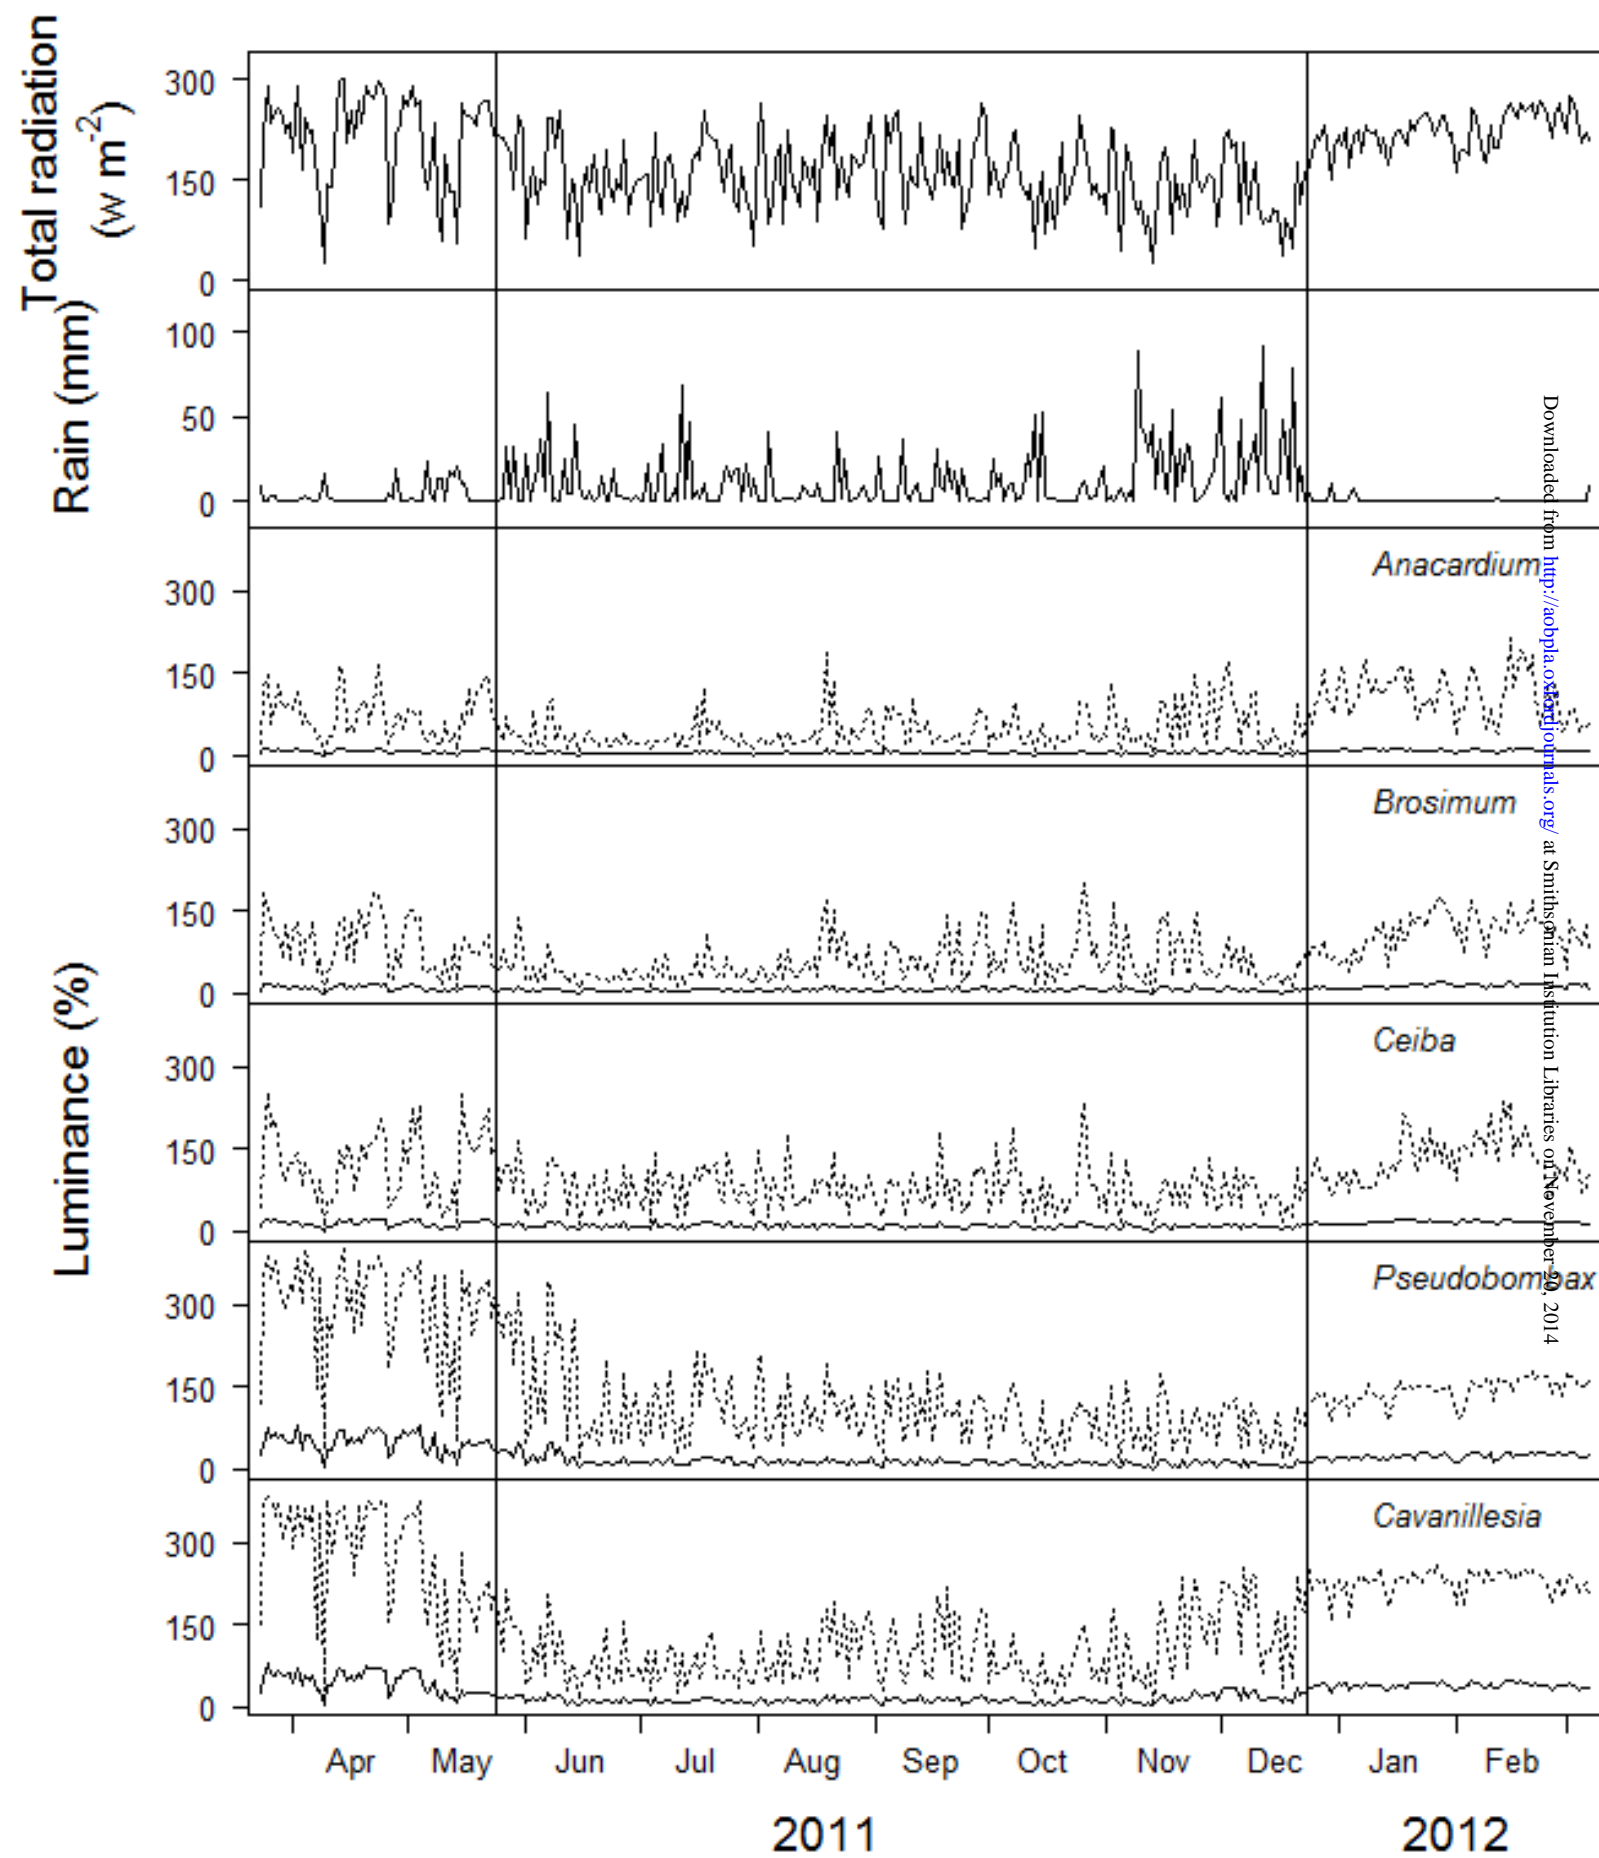 Total radiation
(w m-2)
300
150
0
Rain (mm)
100
50
0
Luminance (%)
Anacardium
300
150
0
Brosimum
300
150
0
Ceiba
300
150
0
Pseudobombax
300
150
0
Cavanillesia
300
150
0
Apr May Jun Jul Aug Sep Oct Nov Dec Jan Feb
2011 2012
Downloaded from http://aobpla.oxfordjournals.org/ at Smithsonian Institution Libraries on November 20, 2014